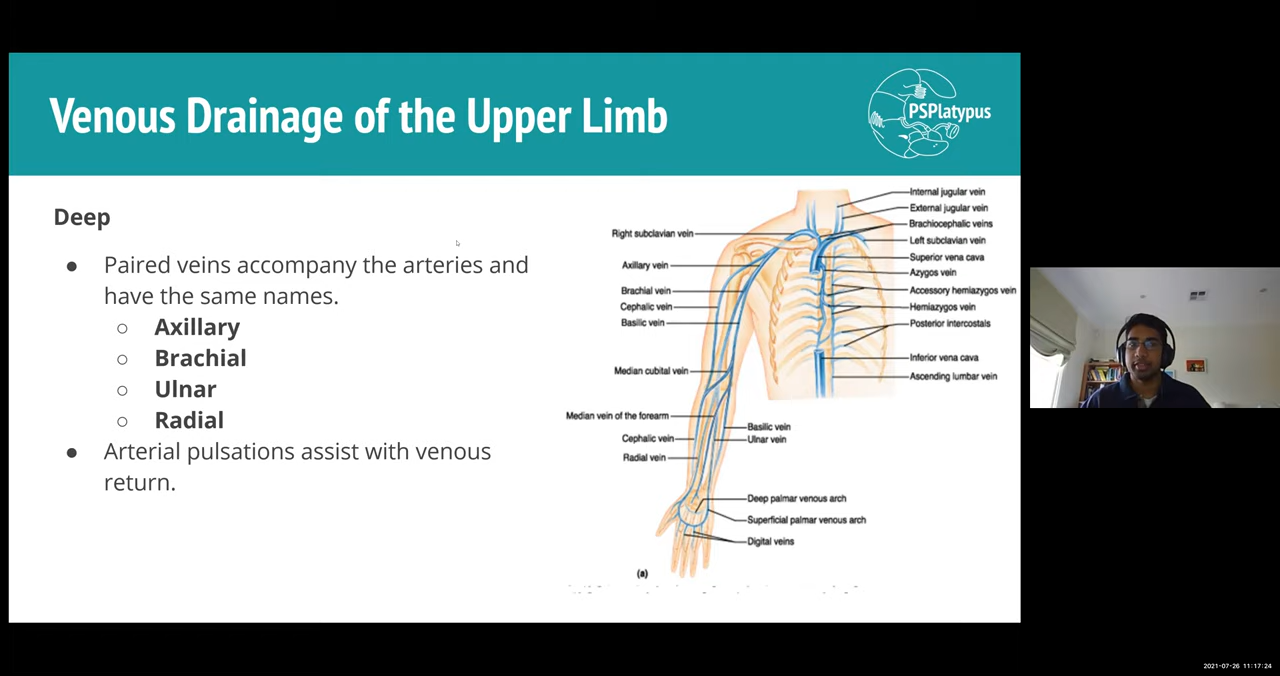 Venous Drainage of the Upper Limb
PSPlatypus
Deep
● Paired veins accompany the arteries and
have the same names.
○ Axillary
○ Brachial
○ Ulnar
○ Radial
● Arterial pulsations assist with venous
return.
Right subclavian vein
Axillary vein
Brachial vein
Cephalic vein
Basilic vein
Median cubital vein
Median vein of the forearm
Cephalic vein
Radial vein
Internal jugular vein
External jugular vein
Brachiocephalic veins
Left subclavian vein
Superior vena cava
Azygos vein
Accessory hemiazygos vein
Hemiazygos vein
Posterior intercostals
Inferior vena cava
Ascending lumbar vein
Basilic vein
Ulnar vein
Deep palmar venous arch
Superficial palmar venous arch
Digital veins
(a)
2021-07-26 11:17:24